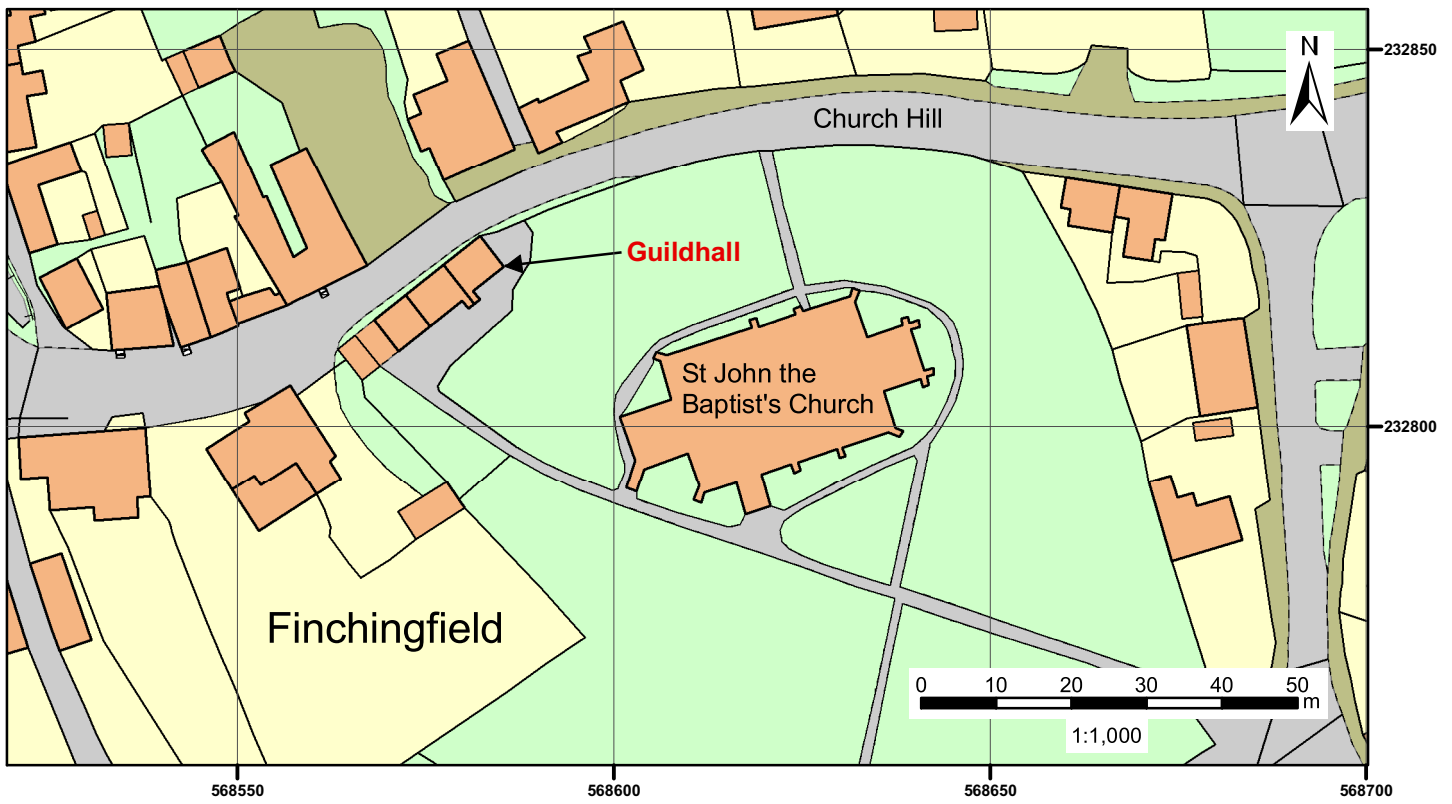 N
232850
Church Hill
Guildhall
St John the
Baptist's Church
232800
Finchingfield
0 10 20 30 40 50
m
1:1,000
568550 568600 568650 568700